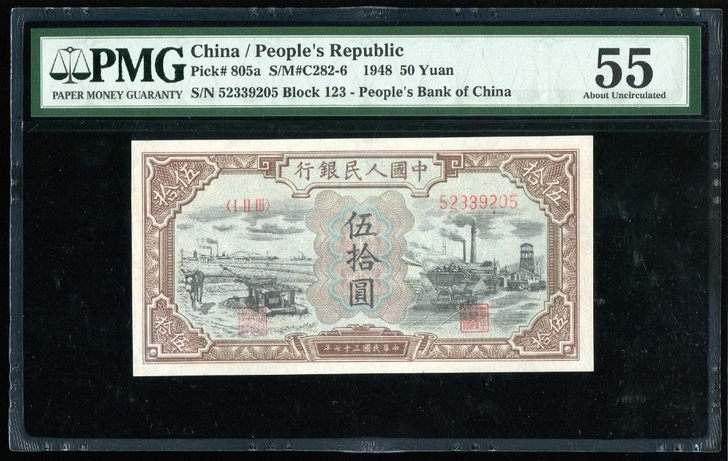 PMG
PAPER MONEY GUARANTY
China / People's Republic
Pick# 805a S/M#C282-6 1948 50 Yuan
S/N 52339205 Block 123 - People's Bank of China
55
About Uncirculated
行銀民人國中
拾伍
伍拾
〈I II III〉
52339205
伍拾圓
拾伍
伍拾
年七十三國民華中